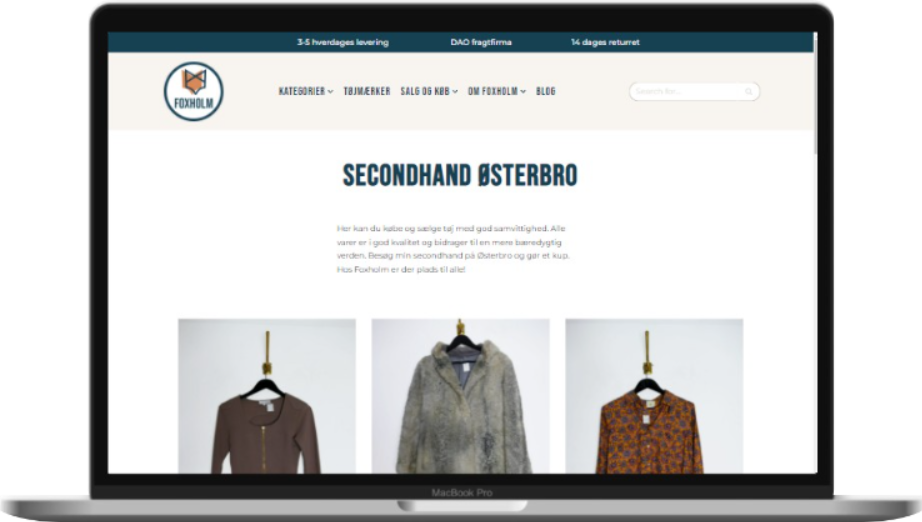 3-5 hverdages levering DAO fragtfirma 14 dages returret
FOXHOLM
KATEGORIER TØJMÆRKER SALG OG KØB OM FOXHOLM BLOG
Search for...
SECONDHAND ØSTERBRO
Her kan du købe og sælge tøj med god samvittighed. Alle
varer er i god kvalitet og bidrager til en mere bæredygtig
verden. Besøg min secondhand på Østerbro og gør et kup.
Hos Foxholm er der plads til alle!
MacBook Pro